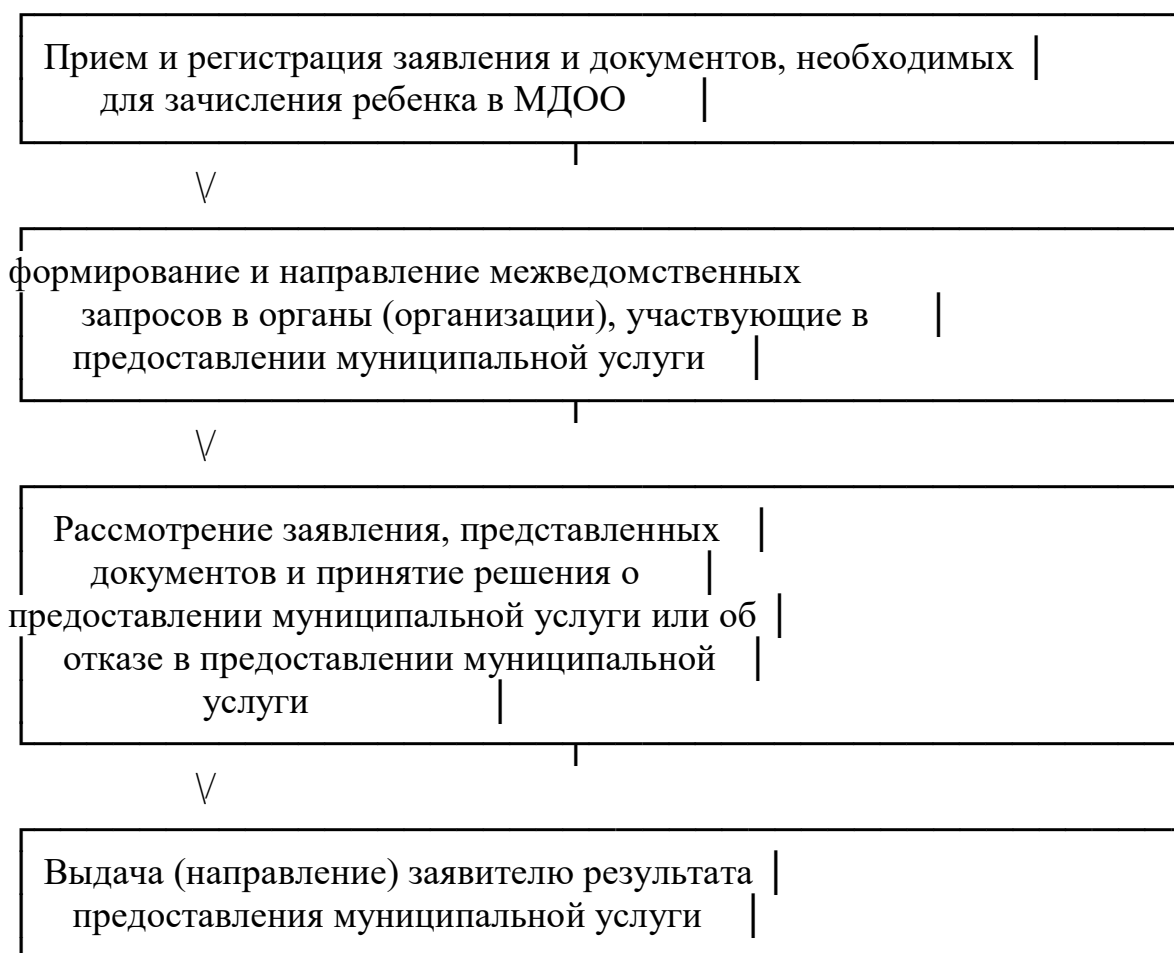 Прием и регистрация заявления и документов, необходимых
для зачисления ребенка в МДОО
формирование и направление межведомственных
запросов в органы (организации), участвующие в
предоставлении муниципальной услуги
Рассмотрение заявления, представленных
документов и принятие решения о
предоставлении муниципальной услуги или об
отказе в предоставлении муниципальной
услуги
Выдача (направление) заявителю результата
предоставления муниципальной услуги